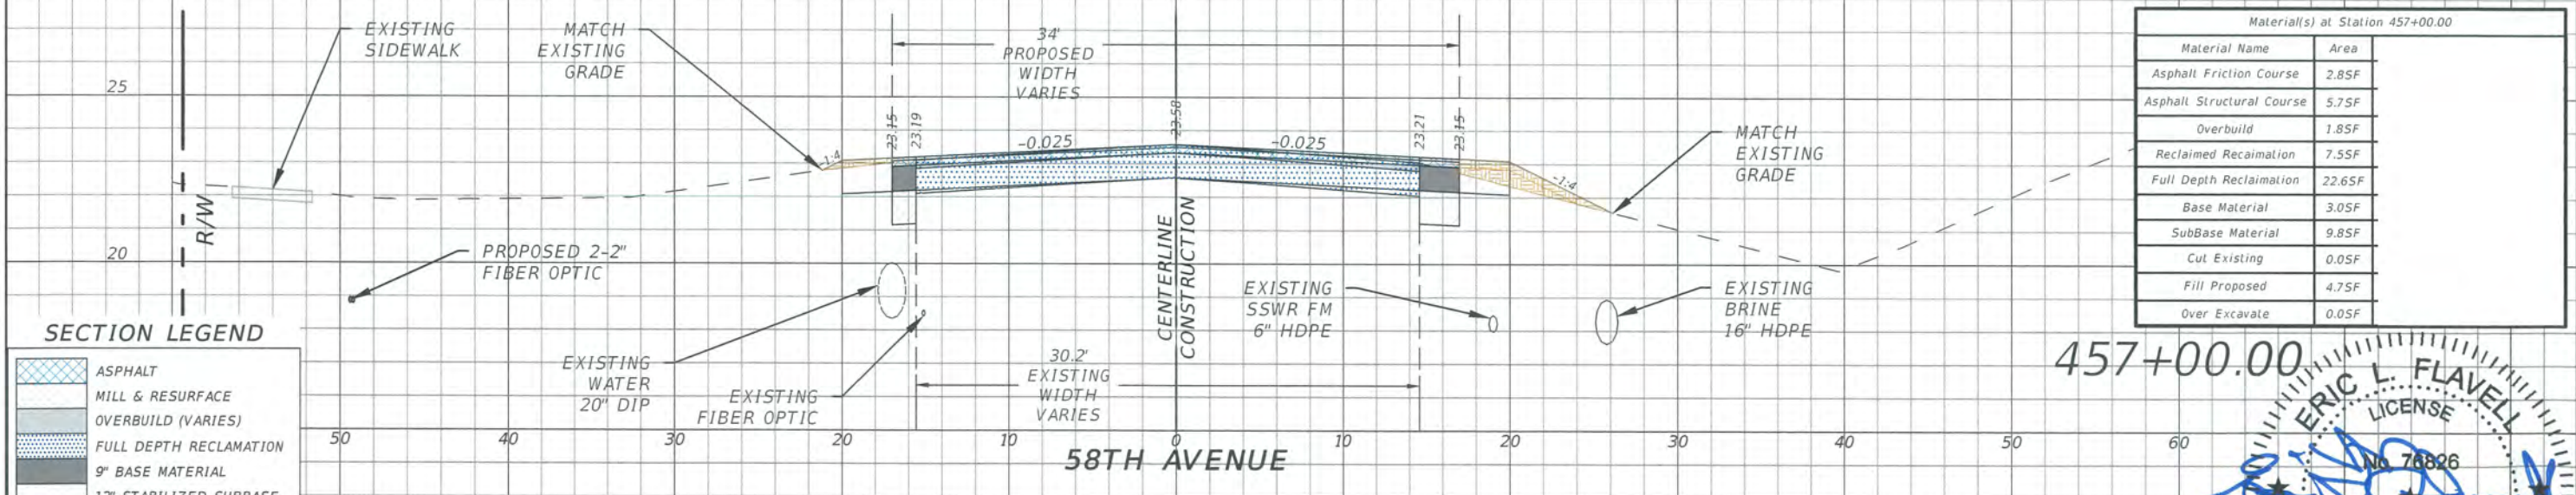 EXISTING
SIDEWALK
MATCH
EXISTING
GRADE
34'
PROPOSED
WIDTH
VARIES
25
23.15
23.19
23.58
23.21
23.15
-0.025
-0.025
-1:4
-1:4
MATCH
EXISTING
GRADE
R/W
20
PROPOSED 2-2"
FIBER OPTIC
CENTERLINE
CONSTRUCTION
EXISTING
SSWR FM
6" HDPE
EXISTING
BRINE
16" HDPE
EXISTING
WATER
20" DIP
EXISTING
FIBER OPTIC
30.2'
EXISTING
WIDTH
VARIES
50 40 30 20 10 0 10 20 30 40 50 60
58TH AVENUE
SECTION LEGEND
ASPHALT
MILL & RESURFACE
OVERBUILD (VARIES)
FULL DEPTH RECLAMATION
9" BASE MATERIAL
12" STABILIZED SUBBASE
Material(s) at Station 457+00.00
Material Name Area
Asphalt Friction Course 2.8SF
Asphalt Structural Course 5.7SF
Overbuild 1.8SF
Reclaimed Recaimation 7.5SF
Full Depth Reclaimation 22.6SF
Base Material 3.0SF
SubBase Material 9.8SF
Cut Existing 0.0SF
Fill Proposed 4.7SF
Over Excavate 0.0SF
457+00.00
ERIC L. FLAVELL
LICENSE
No. 76826